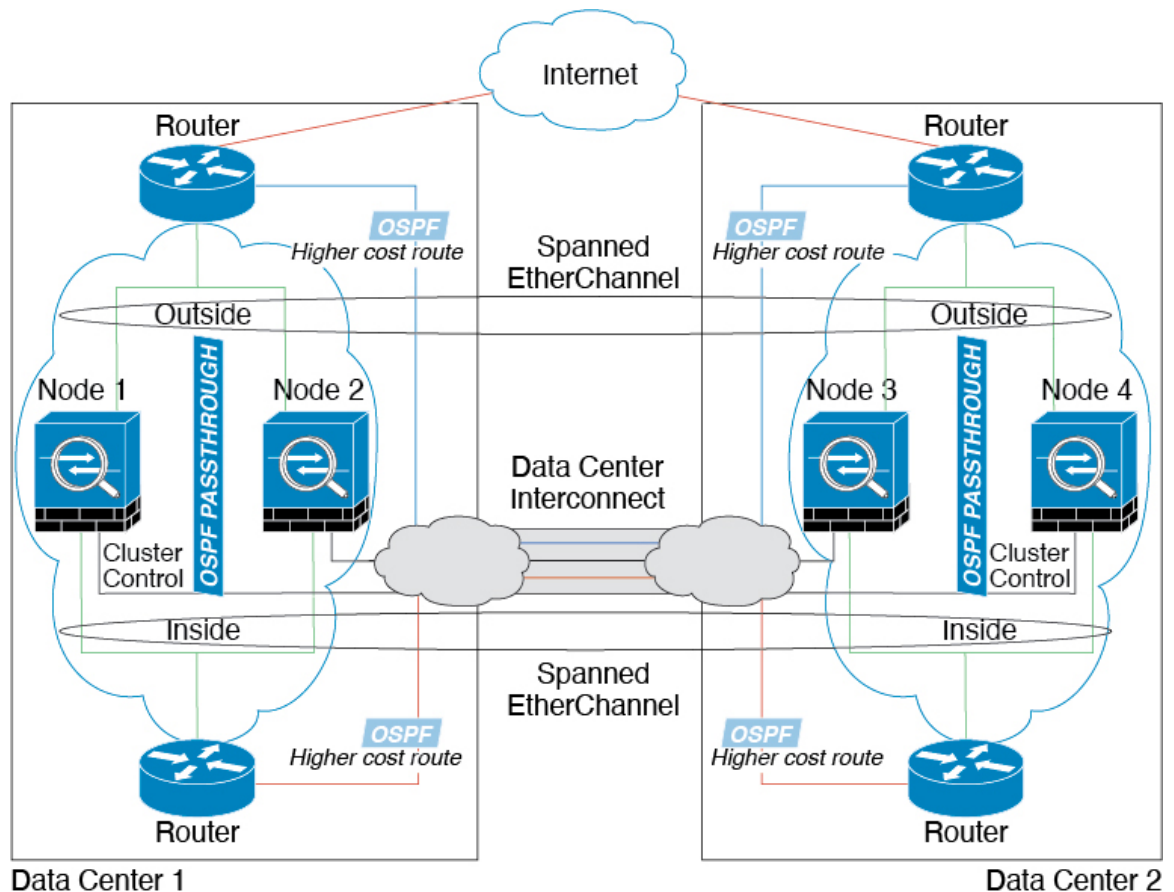 Internet
Router
Router
OSPF
Higher cost route
Spanned
EtherChannel
OSPF
Higher cost route
Outside
Outside
Node 1
OSPF PASSTHROUGH
Node 2
Node 3
OSPF PASSTHROUGH
Node 4
Data Center
Interconnect
Cluster
Control
Cluster
Control
Inside
Inside
Spanned
EtherChannel
OSPF
Higher cost route
OSPF
Higher cost route
Router
Router
Data Center 1
Data Center 2